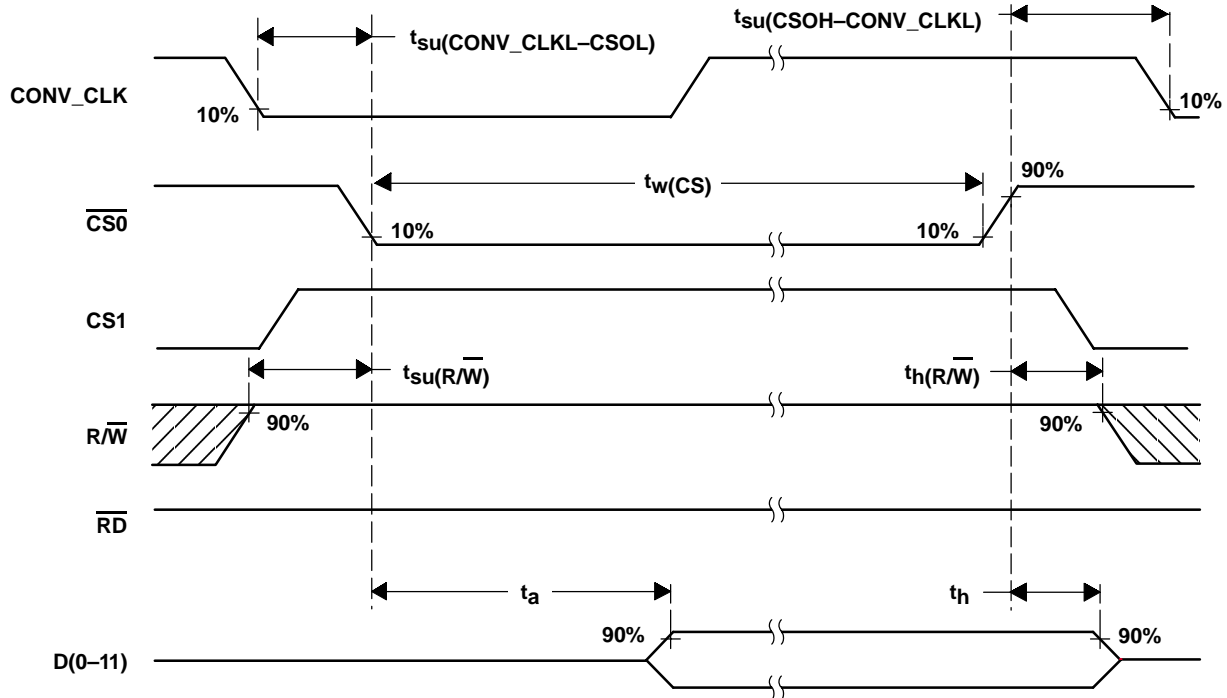 tsu(CONV_CLKL–CSOL)
tsu(CSOH–CONV_CLKL)
CONV_CLK
10%
10%
tw(CS)
90%
CS0
10%
10%
CS1
tsu(R/W)
th(R/W)
90%
90%
R/W
RD
ta
th
90%
90%
D(0–11)